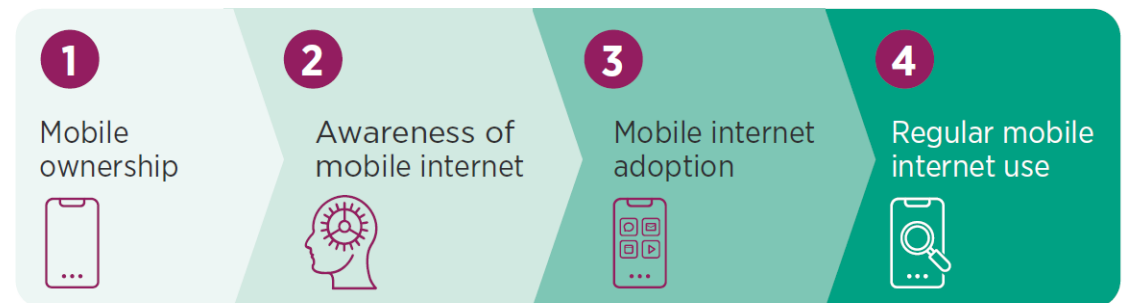 1
Mobile
ownership
2
Awareness of
mobile internet
3
Mobile internet
adoption
4
Regular mobile
internet use